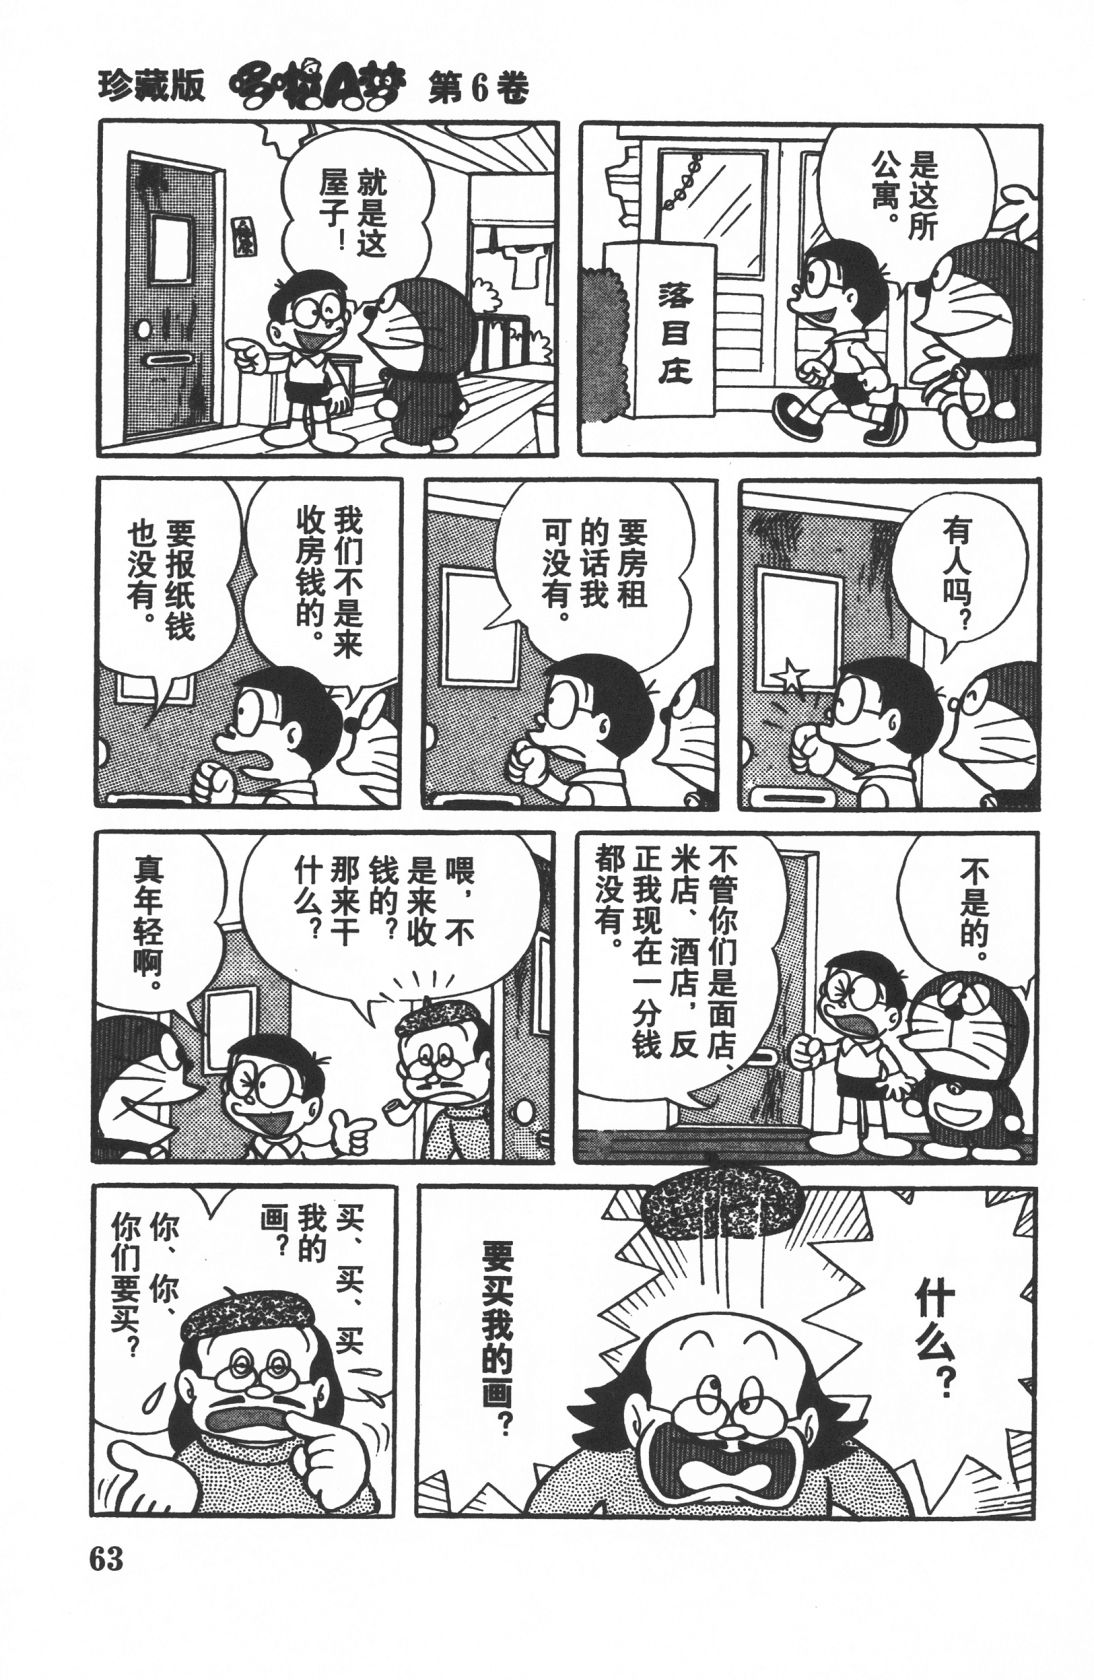 珍藏版 哆啦A梦 第6卷
是这所
公寓。
落目庄
就是这
屋子！
有人吗？
要房租
的话我
可没有。
我们不是来
收房钱的。
要报纸钱
也没有。
不是的。
不管你们是面店、
米店、酒店，反
正我现在一分钱
都没有。
喂，不
是来收
钱的？
那来干
什么？
真年轻啊。
什么？
要买我的画？
买、买、买
我的
画？
你、你、
你们要买？
63